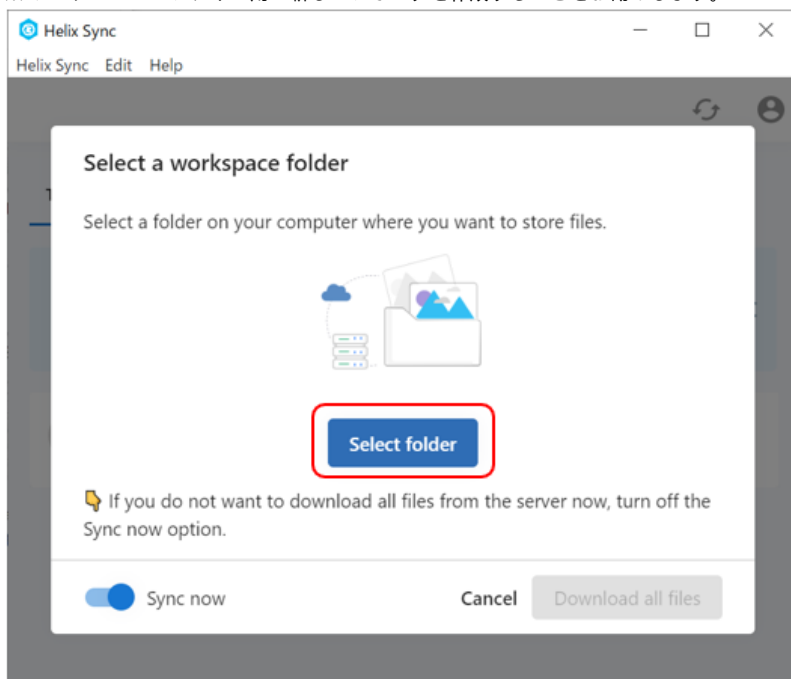 Helix Sync
Helix Sync Edit Help
Select a workspace folder
Select a folder on your computer where you want to store files.
Select folder
👇 If you do not want to download all files from the server now, turn off the
Sync now option.
Sync now Cancel Download all files